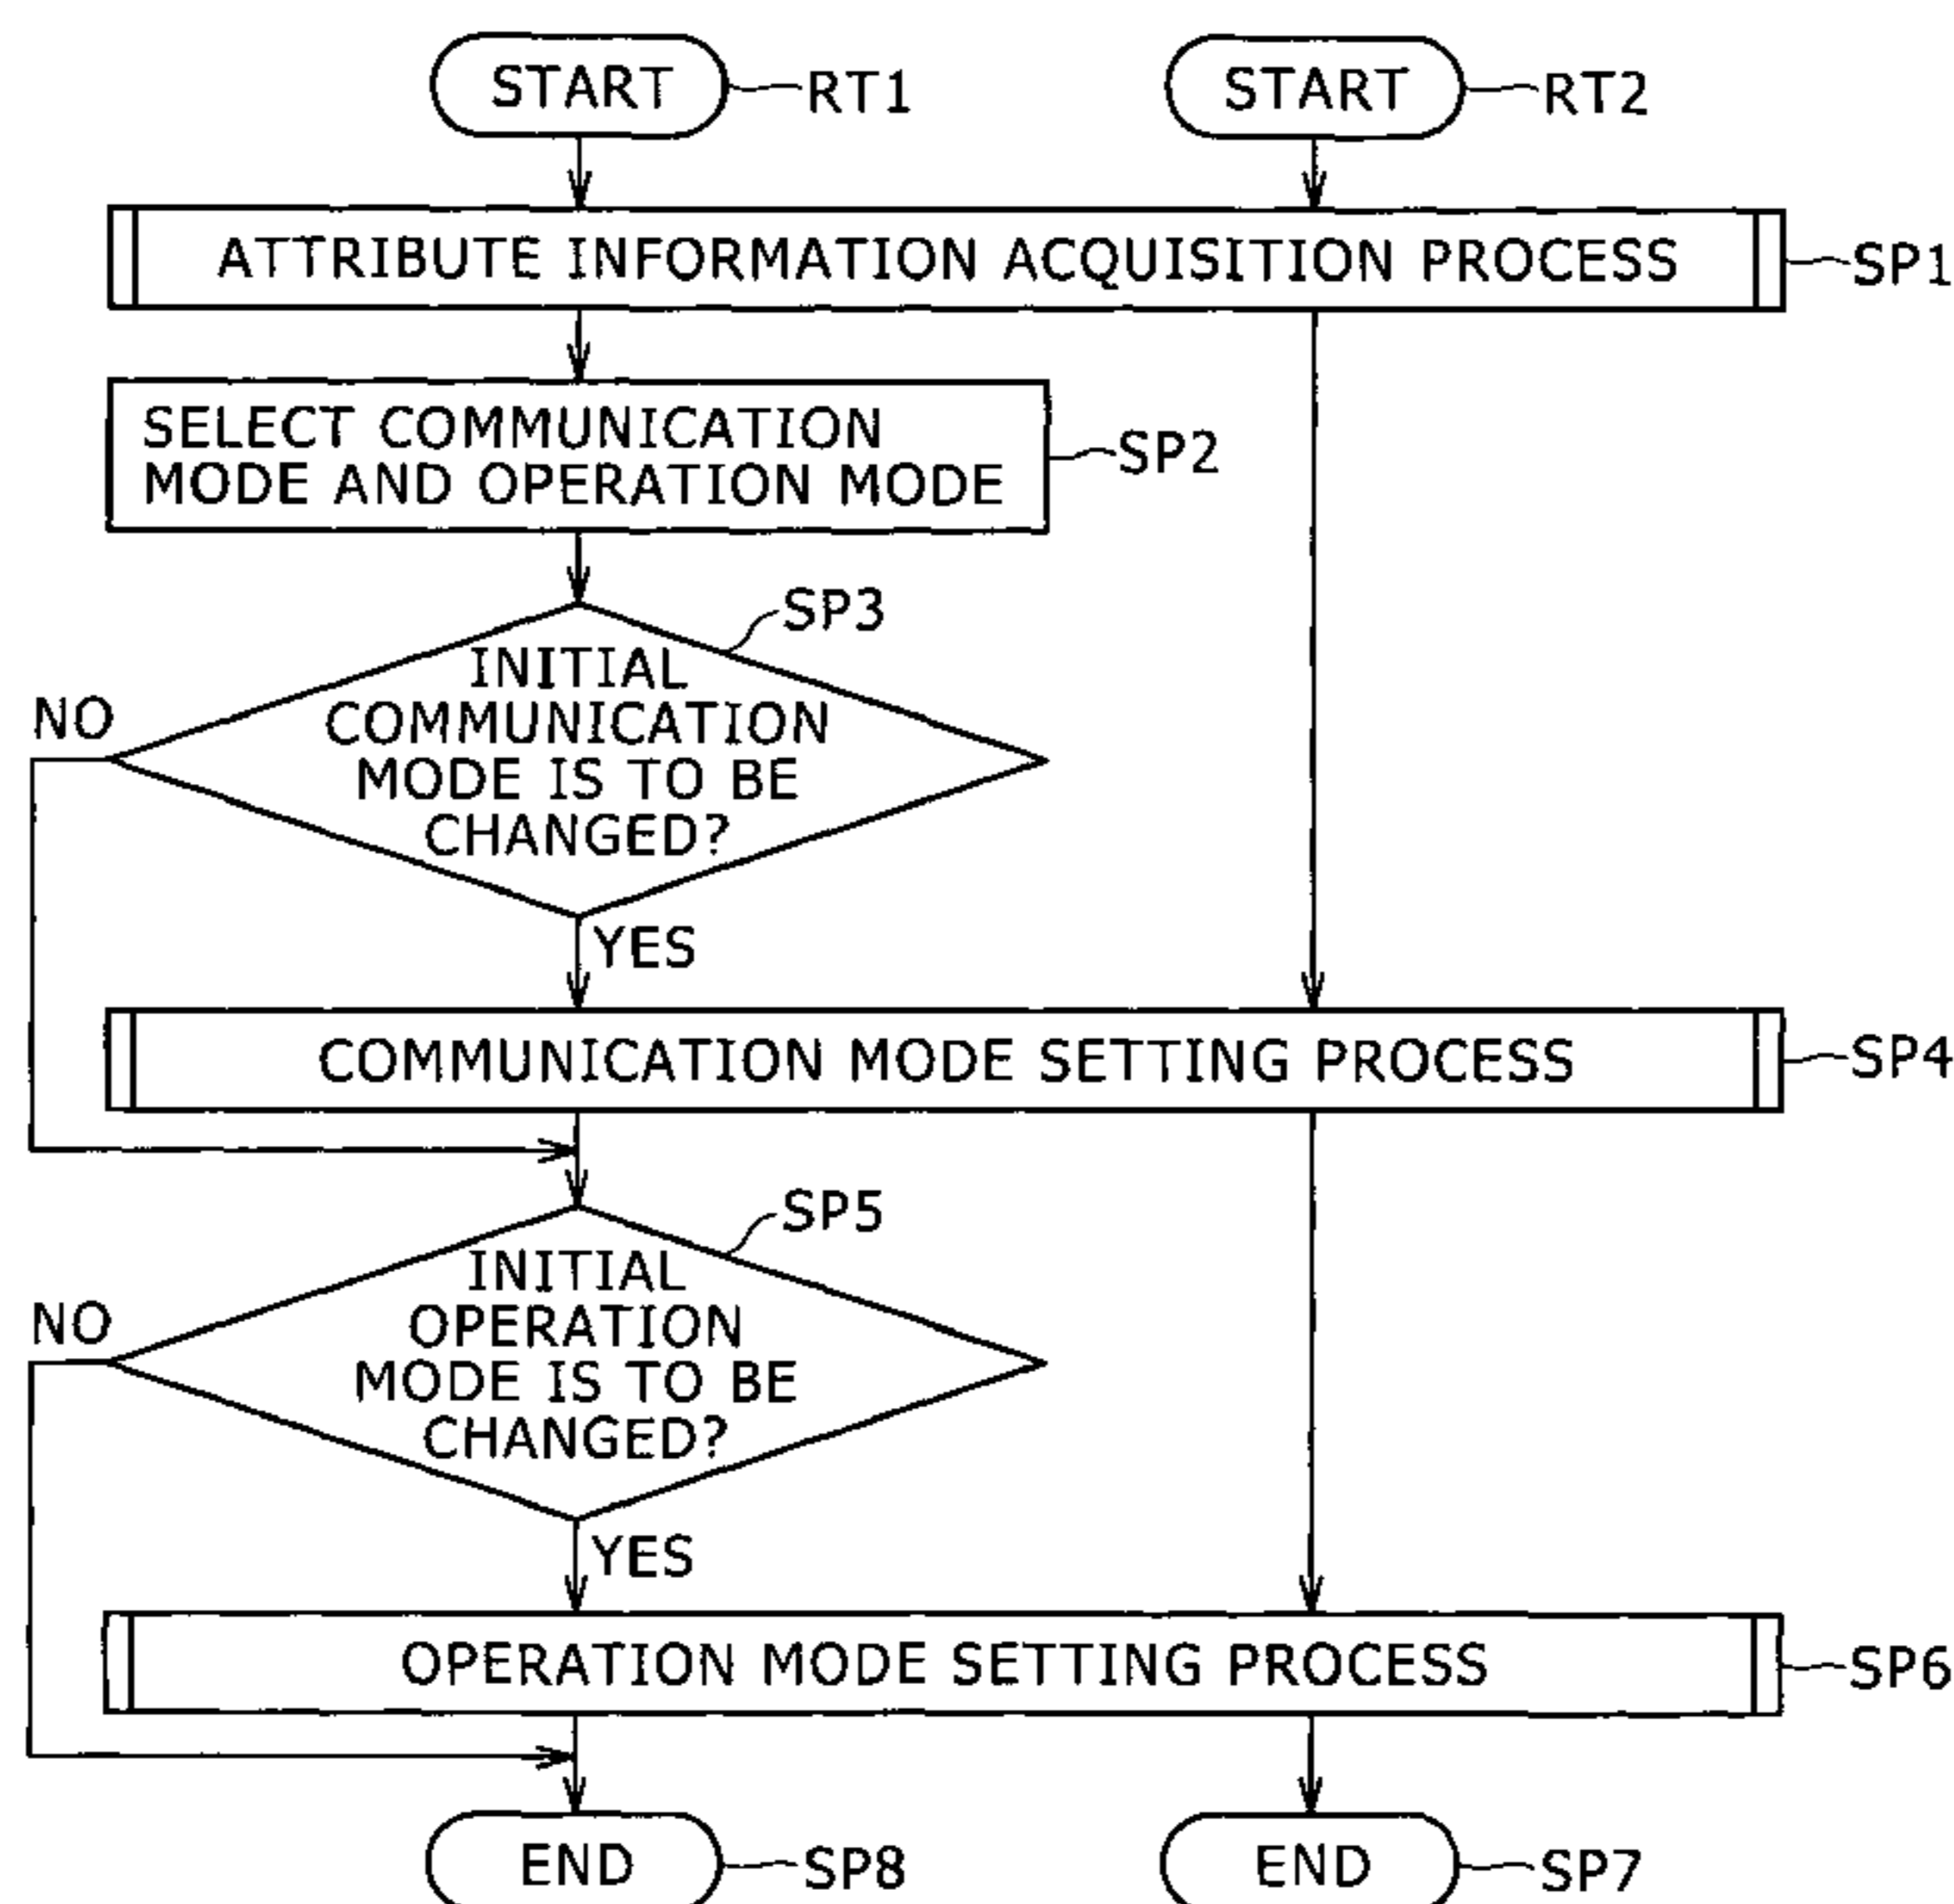 START
RT1
START
RT2
ATTRIBUTE INFORMATION ACQUISITION PROCESS
SP1
SELECT COMMUNICATION
MODE AND OPERATION MODE
SP2
SP3
INITIAL
COMMUNICATION
MODE IS TO BE
CHANGED?
NO
YES
COMMUNICATION MODE SETTING PROCESS
SP4
SP5
INITIAL
OPERATION
MODE IS TO BE
CHANGED?
NO
YES
OPERATION MODE SETTING PROCESS
SP6
END
SP8
END
SP7